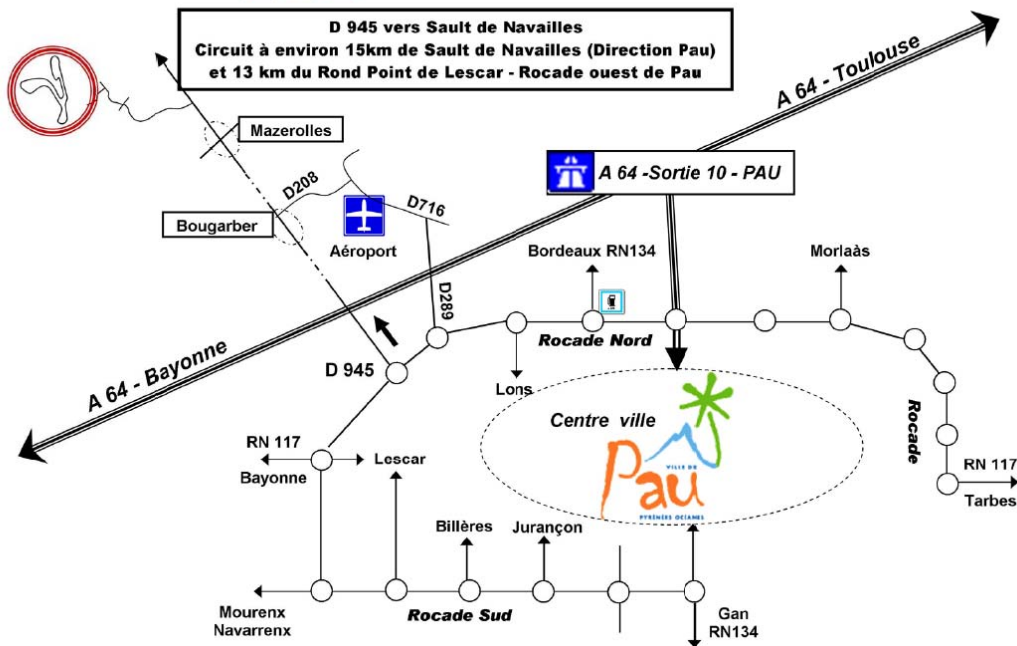 D 945 vers Sault de Navailles
Circuit à environ 15km de Sault de Navailles (Direction Pau)
et 13 km du Rond Point de Lescar - Rocade ouest de Pau
A 64 - Toulouse
Mazerolles
A 64 -Sortie 10 - PAU
D208
D716
Bougarber
Aéroport
Bordeaux RN134
Morlaàs
D289
Rocade Nord
D 945
Lons
A 64 - Bayonne
Centre ville
Rocade
RN 117
Bayonne
Lescar
VILLE DE
Pau
PYRÉNÉES OCÉANES
RN 117
Tarbes
Billères
Jurançon
Mourenx
Navarrenx
Rocade Sud
Gan
RN134